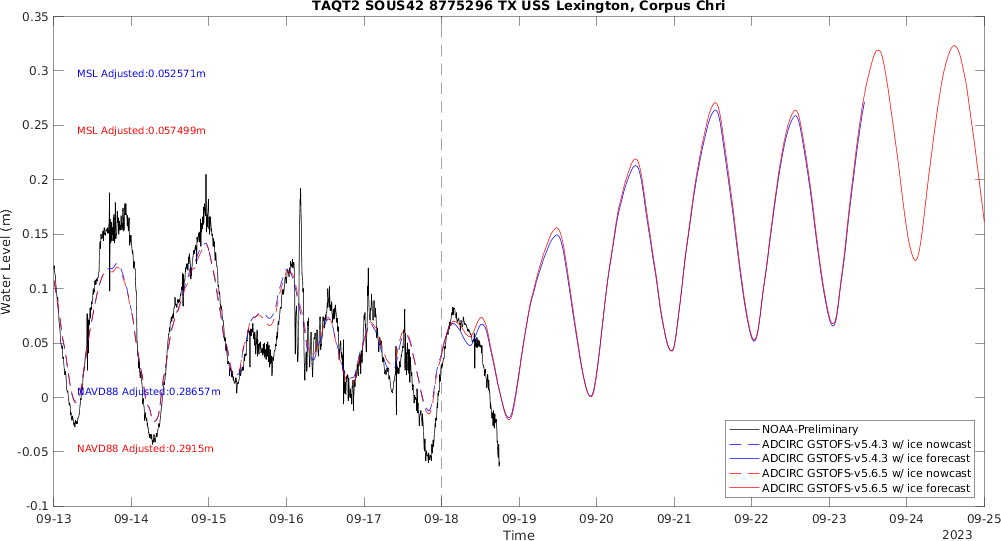 TAQT2 SOUS42 8775296 TX USS Lexington, Corpus Chri
0.35
0.3
0.25
0.2
0.15
0.1
0.05
0
-0.05
-0.1
Water Level (m)
MSL Adjusted:0.052571m
MSL Adjusted:0.057499m
NAVD88 Adjusted:0.28657m
NAVD88 Adjusted:0.2915m
NOAA-Preliminary
ADCIRC GSTOFS-v5.4.3 w/ ice nowcast
ADCIRC GSTOFS-v5.4.3 w/ ice forecast
ADCIRC GSTOFS-v5.6.5 w/ ice nowcast
ADCIRC GSTOFS-v5.6.5 w/ ice forecast
09-13 09-14 09-15 09-16 09-17 09-18 09-19 09-20 09-21 09-22 09-23 09-24 09-25
Time
2023